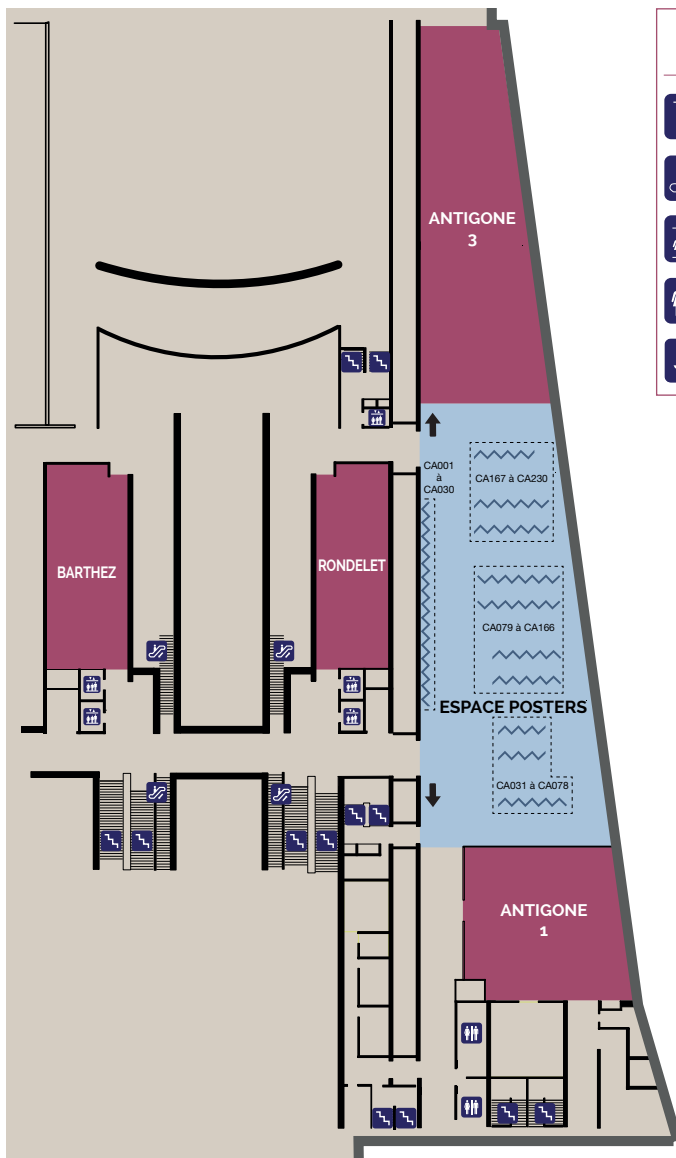 ANTIGONE
3
CA001
à
CA030
CA167 à CA230
BARTHEZ
RONDELET
CA079 à CA166
ESPACE POSTERS
CA031 à CA078
ANTIGONE
1